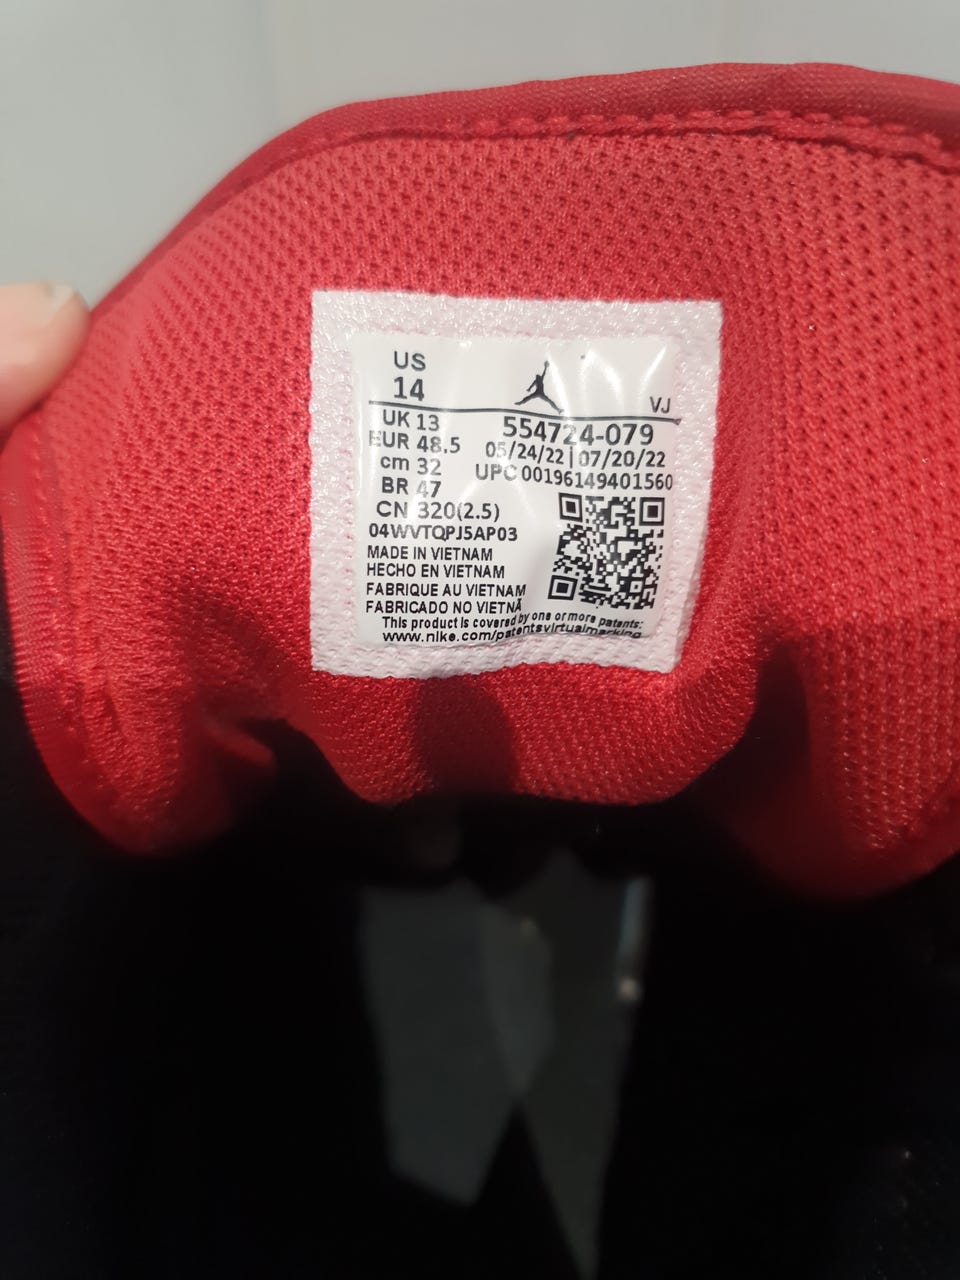 US
14
VJ
UK 13
EUR 48.5
cm 32
BR 47
CN 320(2.5)
554724-079
05/24/22 | 07/20/22
UPC 00196149401560
04WVTQPJ5AP03
MADE IN VIETNAM
HECHO EN VIETNAM
FABRIQUE AU VIETNAM
FABRICADO NO VIETNÃ
This product is covered by one or more patents:
www.nike.com/patentsvirtualmarking